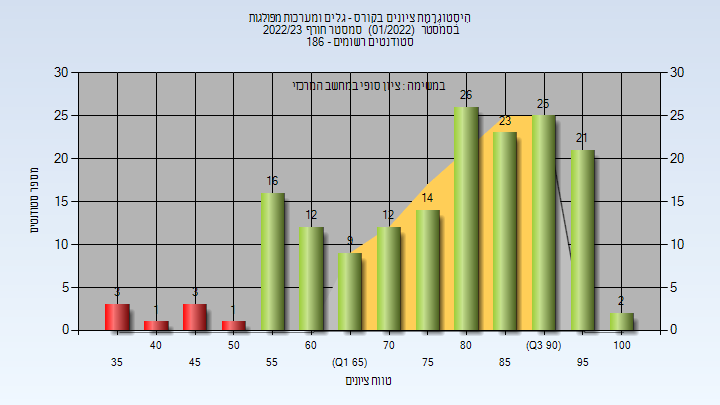 היסטוגרמת ציונים בקורס - גלים ומערכות מפולגות
בסמסטר (01/2022) סמסטר חורף 2022/23
סטודנטים רשומים - 186
במשימה : ציון סופי במחשב המרכזי
מספר סטודנטים
30 30
25 25
20 20
15 15
10 10
5 5
0 0
3 1 3 1 16 12 9 12 14 26 23 25 21 2
40 50 60 70 80 (Q3 90) 100
35 45 55 (Q1 65) 75 85 95
טווח ציונים